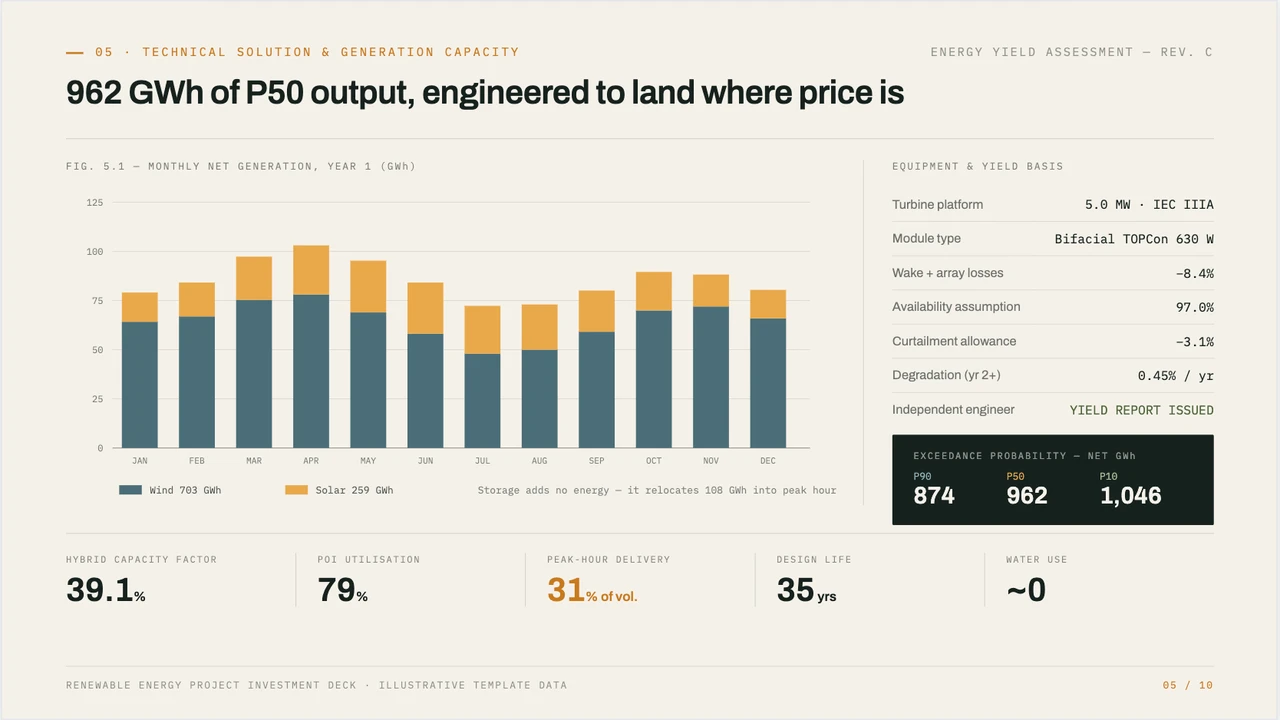 05 · TECHNICAL SOLUTION & GENERATION CAPACITY
ENERGY YIELD ASSESSMENT — REV. C
962 GWh of P50 output, engineered to land where price is
FIG. 5.1 — MONTHLY NET GENERATION, YEAR 1 (GWh)
125
100
75
50
25
0
JAN FEB MAR APR MAY JUN JUL AUG SEP OCT NOV DEC
Wind 703 GWh
Solar 259 GWh
Storage adds no energy — it relocates 108 GWh into peak hour
EQUIPMENT & YIELD BASIS
Turbine platform 5.0 MW · IEC IIIA
Module type Bifacial TOPCon 630 W
Wake + array losses −8.4%
Availability assumption 97.0%
Curtailment allowance −3.1%
Degradation (yr 2+) 0.45% / yr
Independent engineer YIELD REPORT ISSUED
EXCEEDANCE PROBABILITY — NET GWh
P90 P50 P10
874 962 1,046
HYBRID CAPACITY FACTOR
39.1%
POI UTILISATION
79%
PEAK-HOUR DELIVERY
31% of vol.
DESIGN LIFE
35 yrs
WATER USE
~0
RENEWABLE ENERGY PROJECT INVESTMENT DECK · ILLUSTRATIVE TEMPLATE DATA
05 / 10